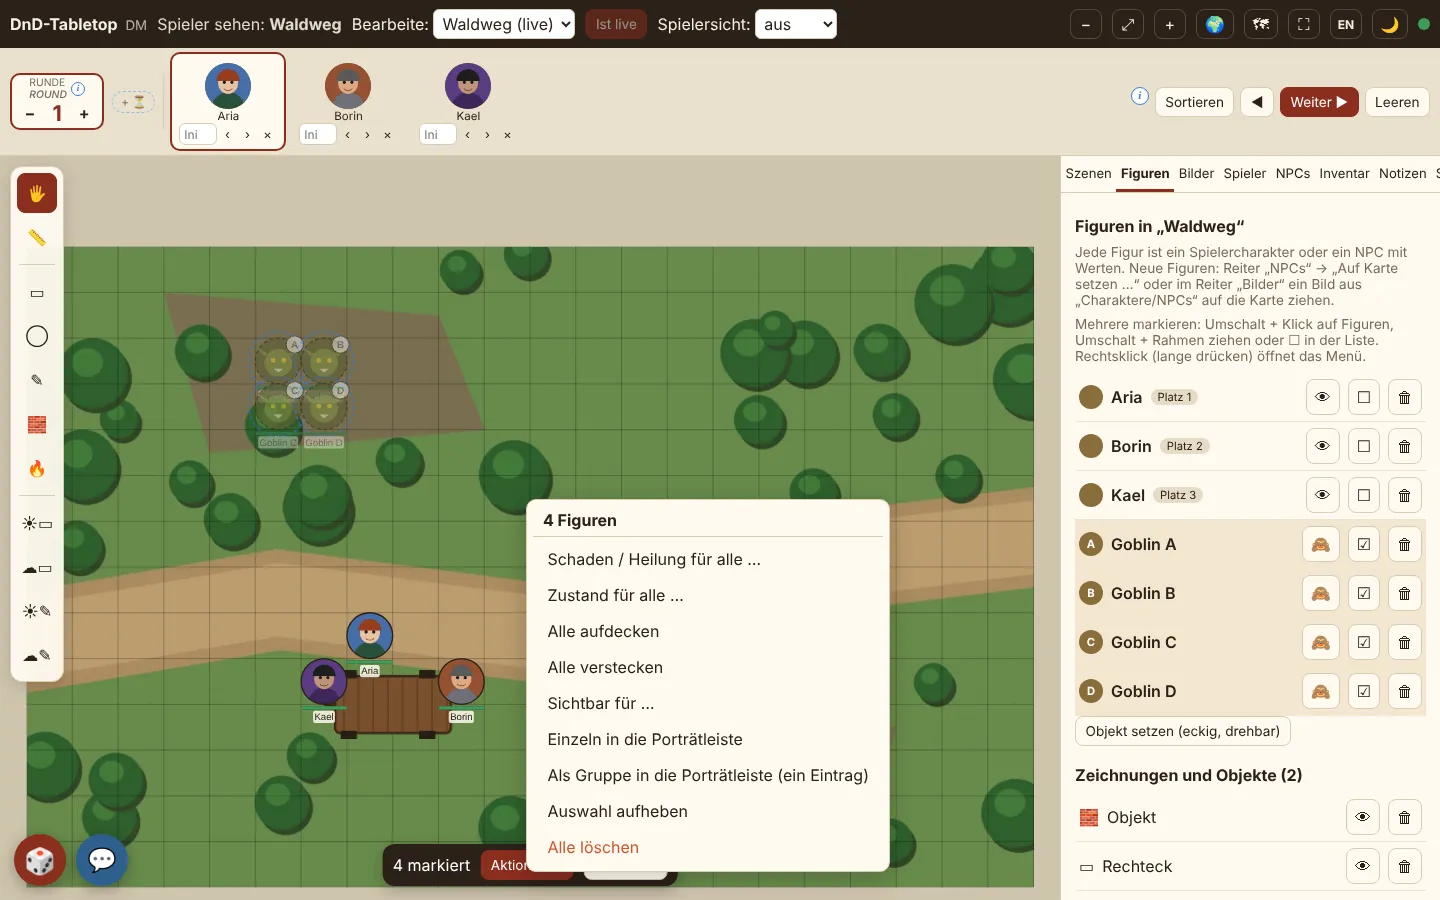 DnD-Tabletop DM Spieler sehen: Waldweg Bearbeite: Waldweg (live) Ist live Spielersicht: aus
EN
RUNDE
ROUND
− 1 +
+
Aria
Ini
Borin
Ini
Kael
Ini
Sortieren
Weiter
Leeren
Szenen Figuren Bilder Spieler NPCs Inventar Notizen
Figuren in „Waldweg“
Jede Figur ist ein Spielercharakter oder ein NPC mit
Werten. Neue Figuren: Reiter „NPCs“ → „Auf Karte
setzen ...“ oder im Reiter „Bilder“ ein Bild aus
„Charaktere/NPCs“ auf die Karte ziehen.
Mehrere markieren: Umschalt + Klick auf Figuren,
Umschalt + Rahmen ziehen oder ☐ in der Liste.
Rechtsklick (lange drücken) öffnet das Menü.
Aria Platz 1
Borin Platz 2
Kael Platz 3
A Goblin A
B Goblin B
C Goblin C
D Goblin D
Objekt setzen (eckig, drehbar)
Zeichnungen und Objekte (2)
Objekt
Rechteck
A B
C D
Goblin C Goblin D
Aria
Kael
Borin
4 Figuren
Schaden / Heilung für alle ...
Zustand für alle ...
Alle aufdecken
Alle verstecken
Sichtbar für ...
Einzeln in die Porträtleiste
Als Gruppe in die Porträtleiste (ein Eintrag)
Auswahl aufheben
Alle löschen
4 markiert